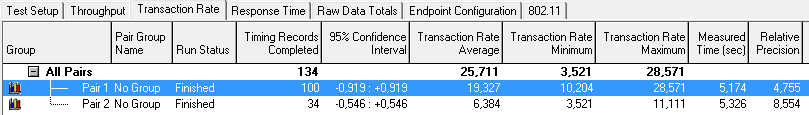 Test Setup Throughput Transaction Rate Response Time Raw Data Totals Endpoint Configuration 802.11
Group Pair Group Name Run Status Timing Records Completed 95% Confidence Interval Transaction Rate Average Transaction Rate Minimum Transaction Rate Maximum Measured Time (sec) Relative Precision
All Pairs 134 25,711 3,521 28,571
Pair 1 No Group Finished 100 -0,919 : +0,919 19,327 10,204 28,571 5,174 4,755
Pair 2 No Group Finished 34 -0,546 : +0,546 6,384 3,521 11,111 5,326 8,554